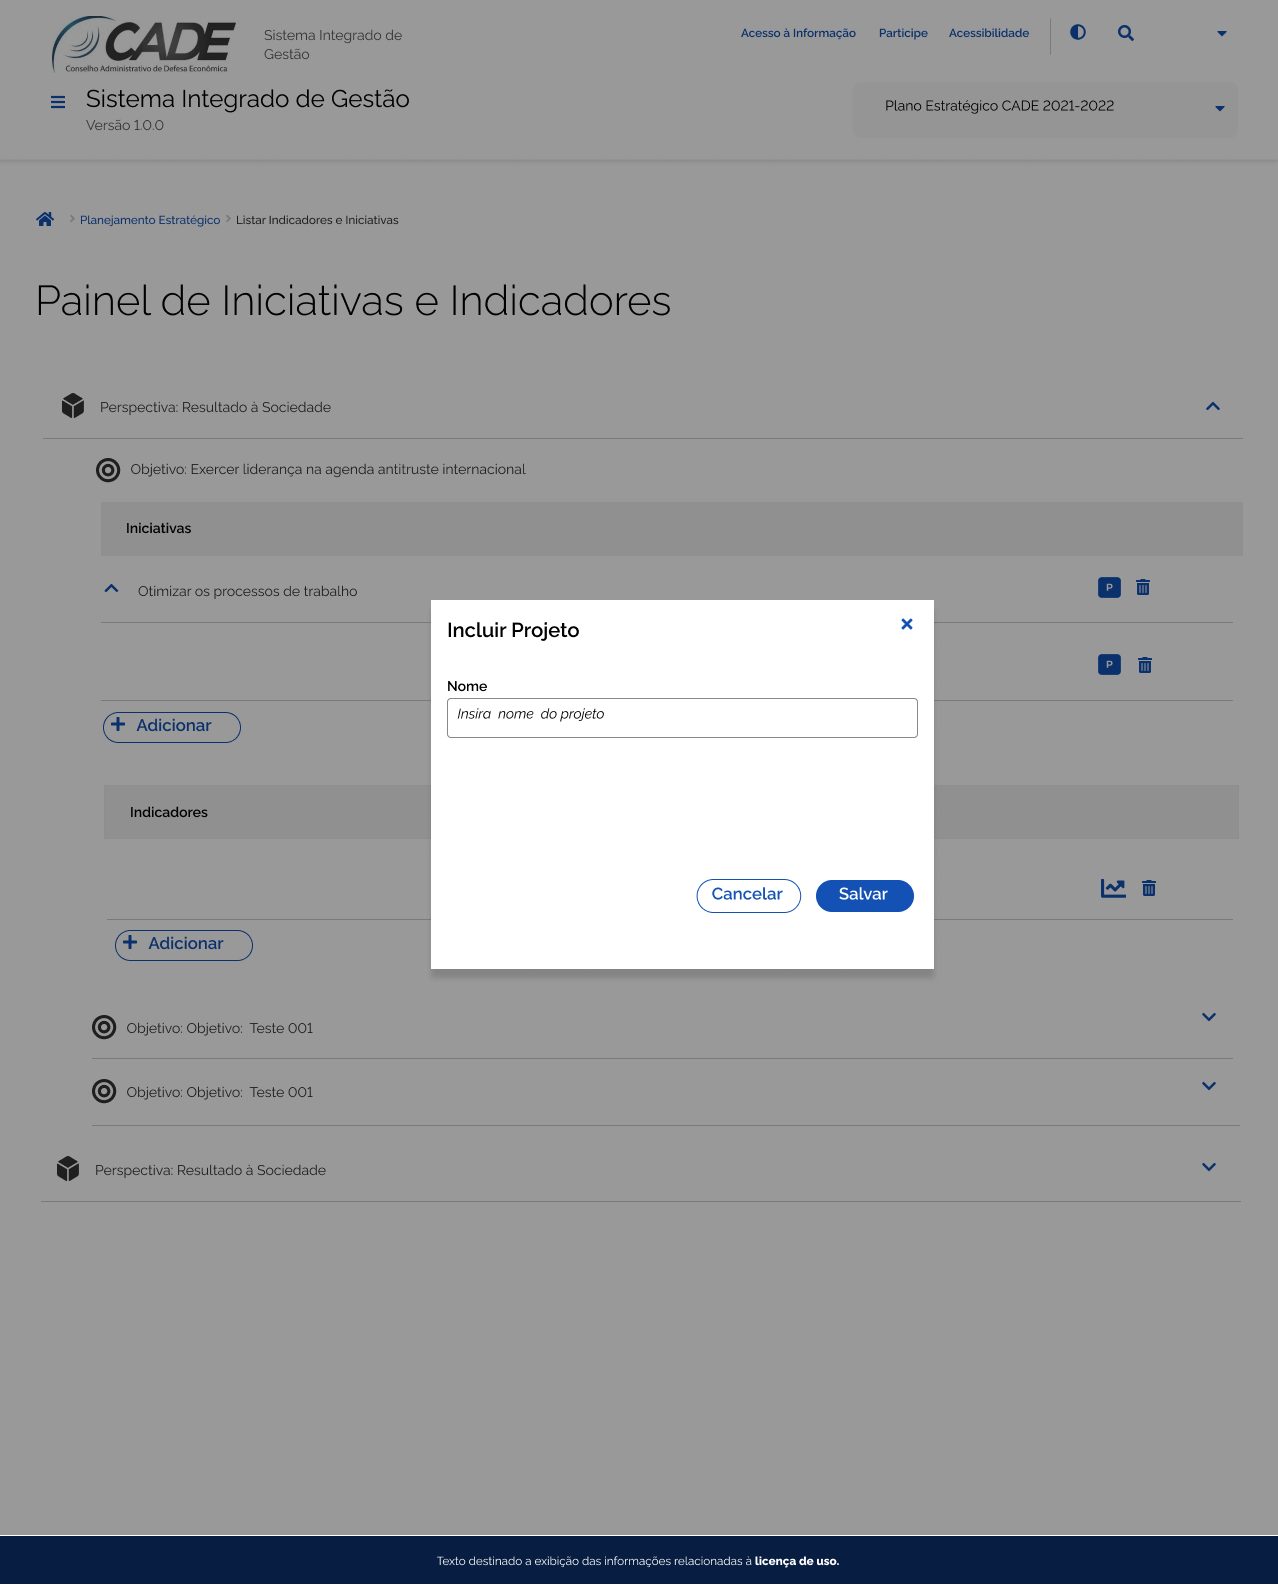 CADE
Conselho Administrativo de Defesa Econômica
Sistema Integrado de
Gestão
Acesso à Informação
Participe
Acessibilidade
Sistema Integrado de Gestão
Versão 1.0.0
Plano Estratégico CADE 2021-2022
Planejamento Estratégico
Listar Indicadores e Iniciativas
Painel de Iniciativas e Indicadores
Perspectiva: Resultado à Sociedade
Objetivo: Exercer liderança na agenda antitruste internacional
Iniciativas
Otimizar os processos de trabalho
P
Incluir Projeto
P
Nome
Insira nome do projeto
Adicionar
Indicadores
Cancelar
Salvar
Adicionar
Objetivo: Objetivo: Teste 001
Objetivo: Objetivo: Teste 001
Perspectiva: Resultado à Sociedade
Texto destinado a exibição das informações relacionadas à licença de uso.